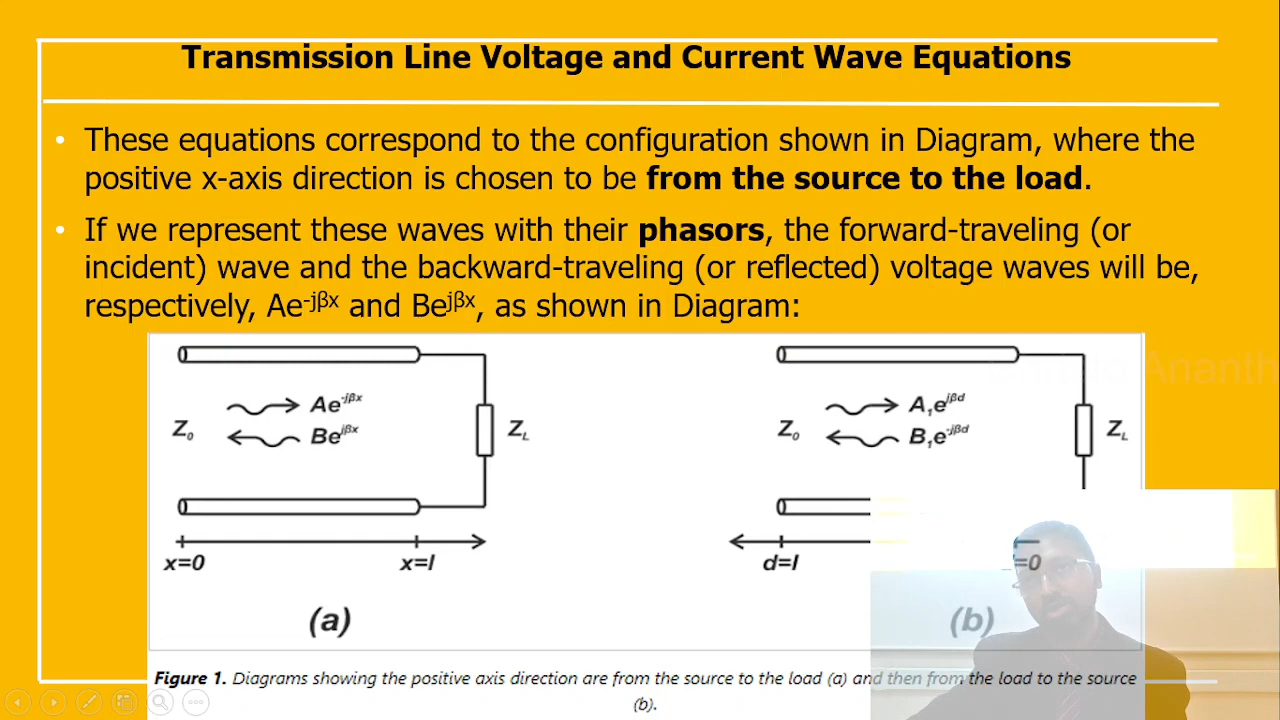 Transmission Line Voltage and Current Wave Equations
• These equations correspond to the configuration shown in Diagram, where the
positive x-axis direction is chosen to be from the source to the load.
• If we represent these waves with their phasors, the forward-traveling (or
incident) wave and the backward-traveling (or reflected) voltage waves will be,
respectively, Ae-jβx and Bejβx, as shown in Diagram:
Ae-jβx
Bejβx
Z0
ZL
x=0
x=l
(a)
A1ejβd
B1e-jβd
Z0
ZL
d=l
=0
(b)
Ananth
Figure 1. Diagrams showing the positive axis direction are from the source to the load (a) and then from the load to the source
(b).